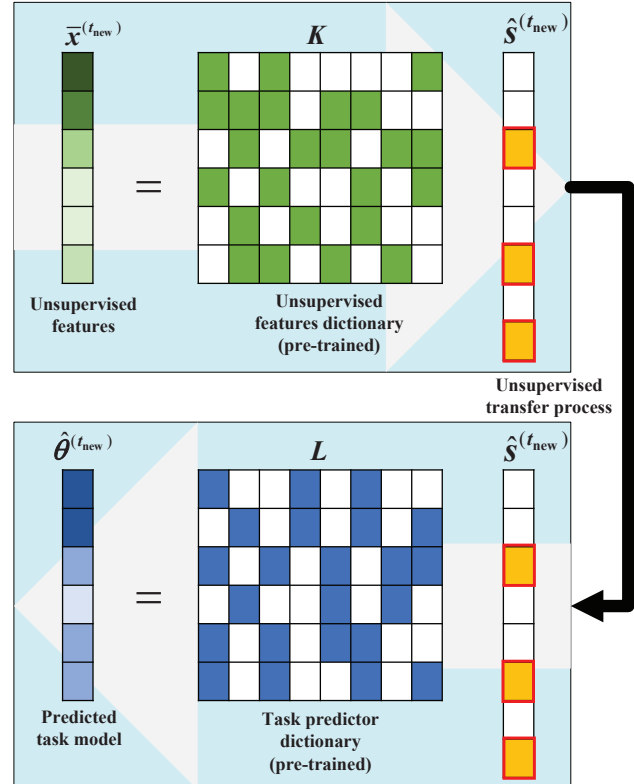 x̄^(t_new) K ŝ^(t_new)
=
Unsupervised
features
Unsupervised
features dictionary
(pre-trained)
Unsupervised
transfer process
θ̂^(t_new) L ŝ^(t_new)
=
Predicted
task model
Task predictor
dictionary
(pre-trained)